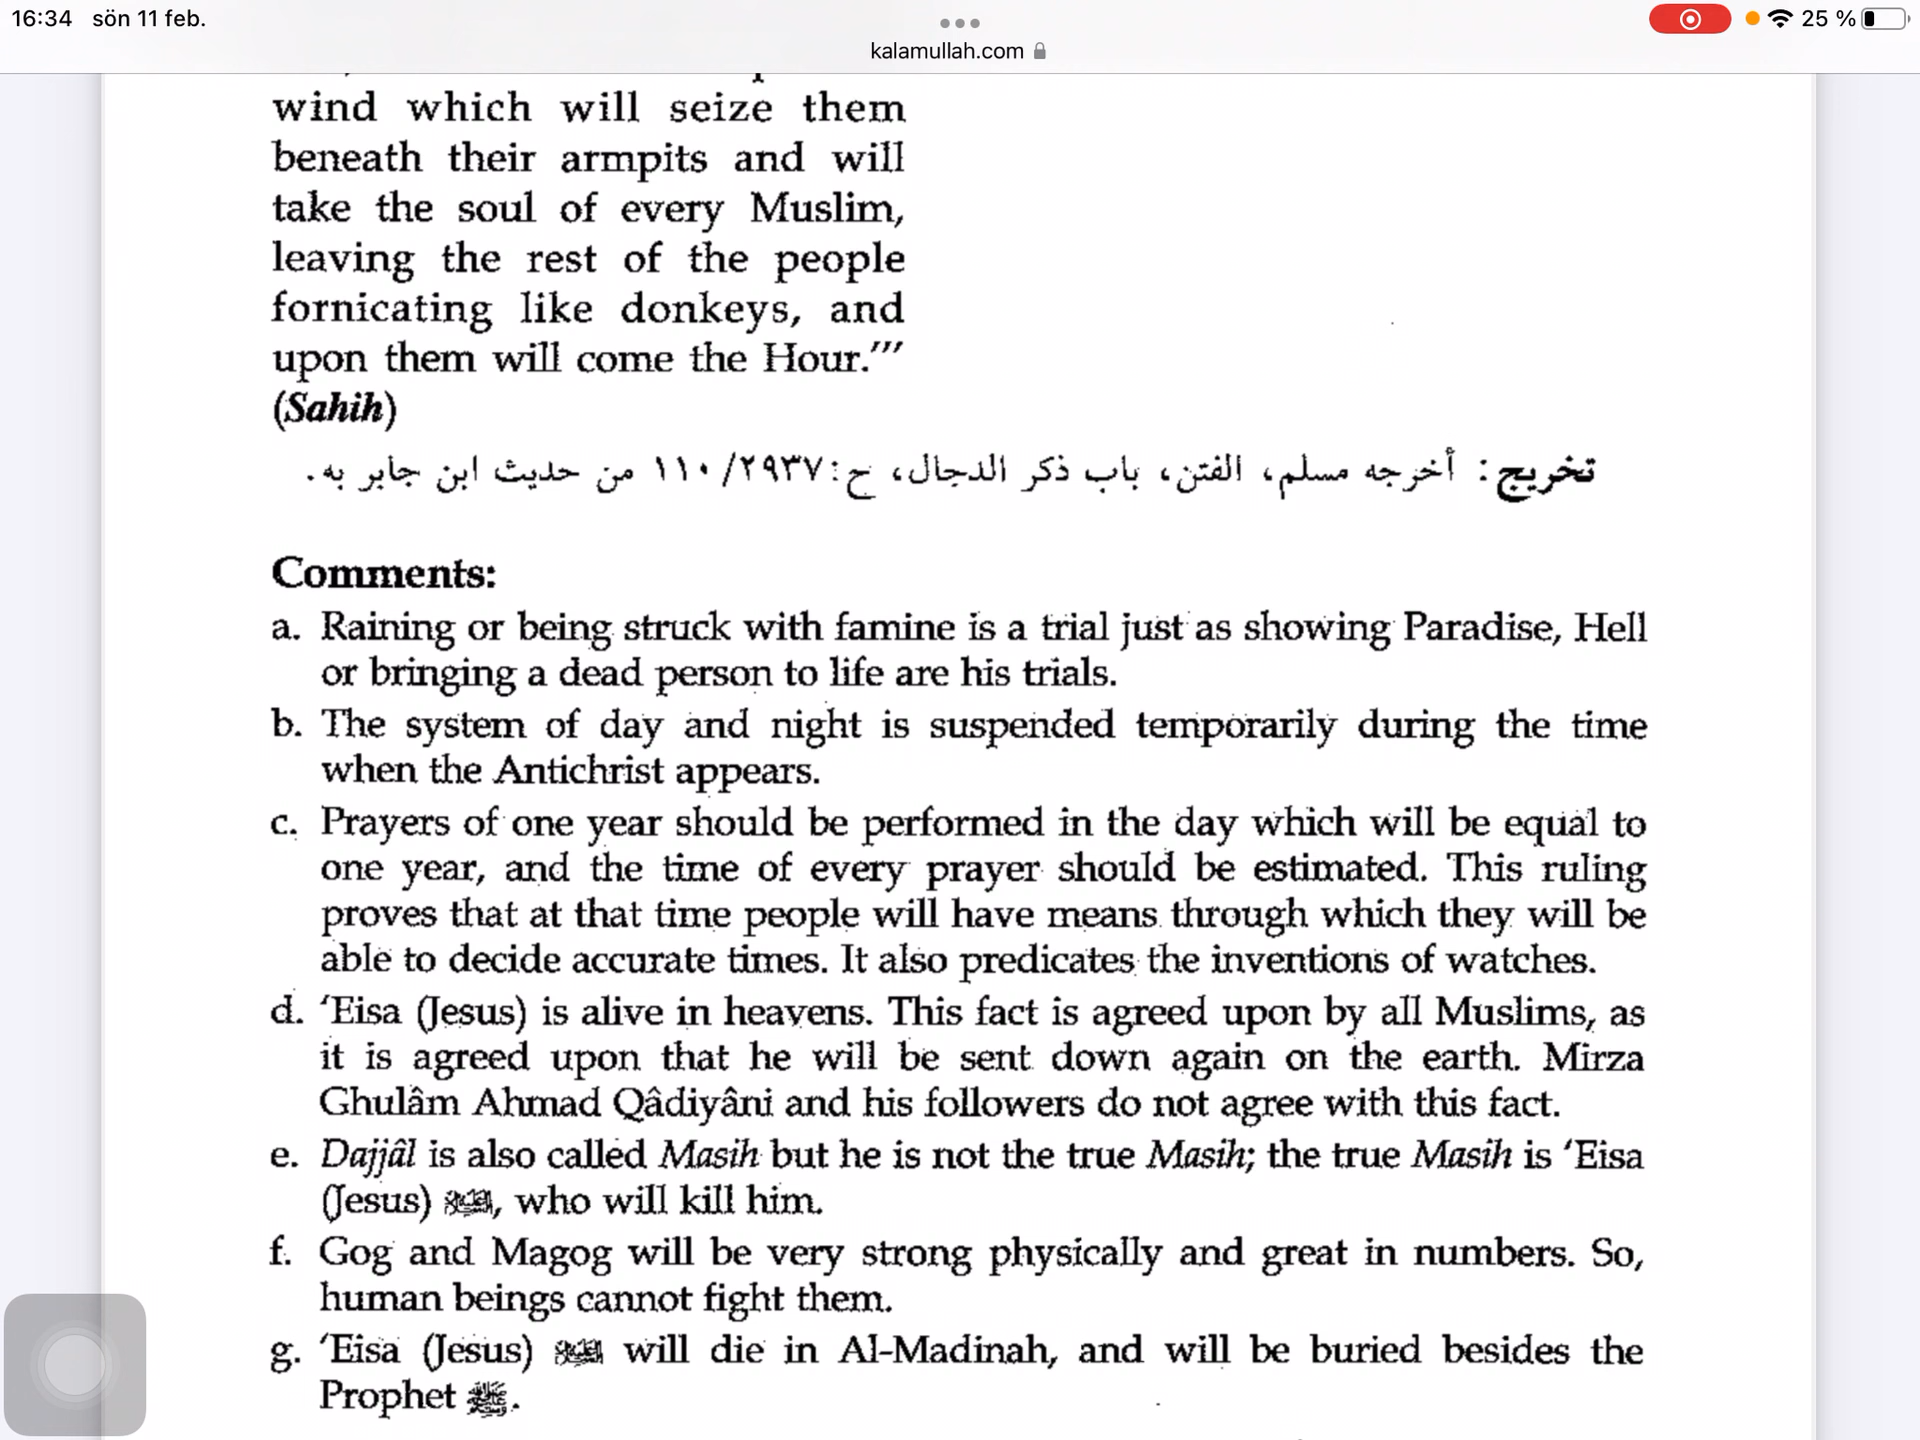 16:34 sön 11 feb.
25 %
kalamullah.com
wind which will seize them
beneath their armpits and will
take the soul of every Muslim,
leaving the rest of the people
fornicating like donkeys, and
upon them will come the Hour.’”
(Sahih)
تخريج: أخرجه مسلم، الفتن، باب ذكر الدجال، ح:٢٩٣٧/ ١١٠ من حديث ابن جابر به.
Comments:
a. Raining or being struck with famine is a trial just as showing Paradise, Hell
or bringing a dead person to life are his trials.
b. The system of day and night is suspended temporarily during the time
when the Antichrist appears.
c. Prayers of one year should be performed in the day which will be equal to
one year, and the time of every prayer should be estimated. This ruling
proves that at that time people will have means through which they will be
able to decide accurate times. It also predicates the inventions of watches.
d. ‘Eisa (Jesus) is alive in heavens. This fact is agreed upon by all Muslims, as
it is agreed upon that he will be sent down again on the earth. Mirza
Ghulâm Ahmad Qâdiyâni and his followers do not agree with this fact.
e. Dajjâl is also called Masih but he is not the true Masih; the true Masih is ‘Eisa
(Jesus) , who will kill him.
f. Gog and Magog will be very strong physically and great in numbers. So,
human beings cannot fight them.
g. ‘Eisa (Jesus) will die in Al-Madinah, and will be buried besides the
Prophet ﷺ.